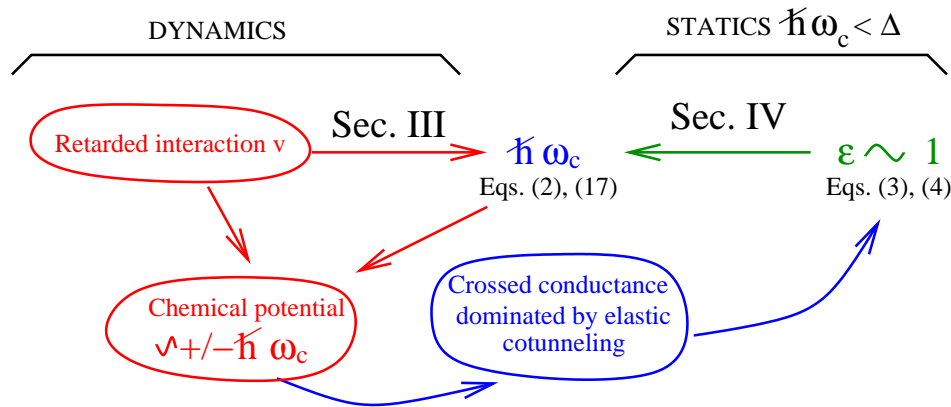 DYNAMICS
STATICS ℏω_c < Δ
Sec. III
Sec. IV
Retarded interaction v
ℏ ω_c
ε ∼ 1
Eqs. (2), (17)
Eqs. (3), (4)
Chemical potential
∼ +/− ℏ ω_c
Crossed conductance
dominated by elastic
cotunneling